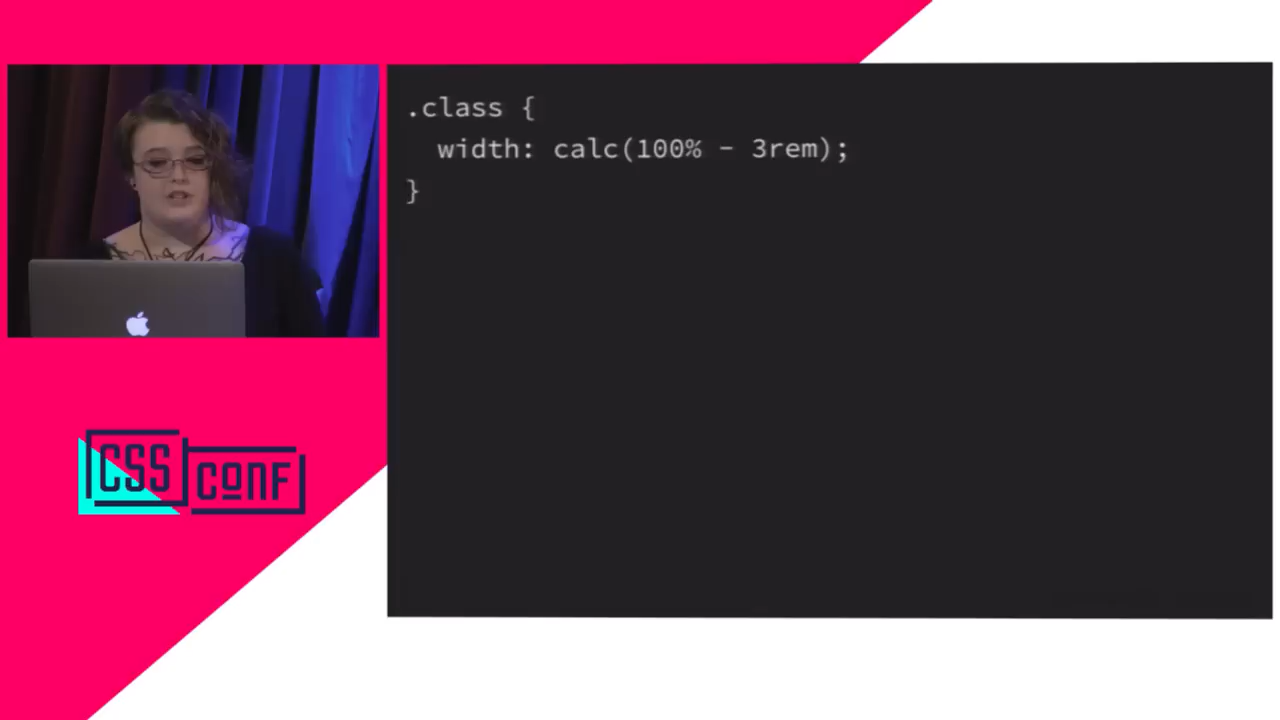 .class {
  width: calc(100% - 3rem);
}
CSS
CONF